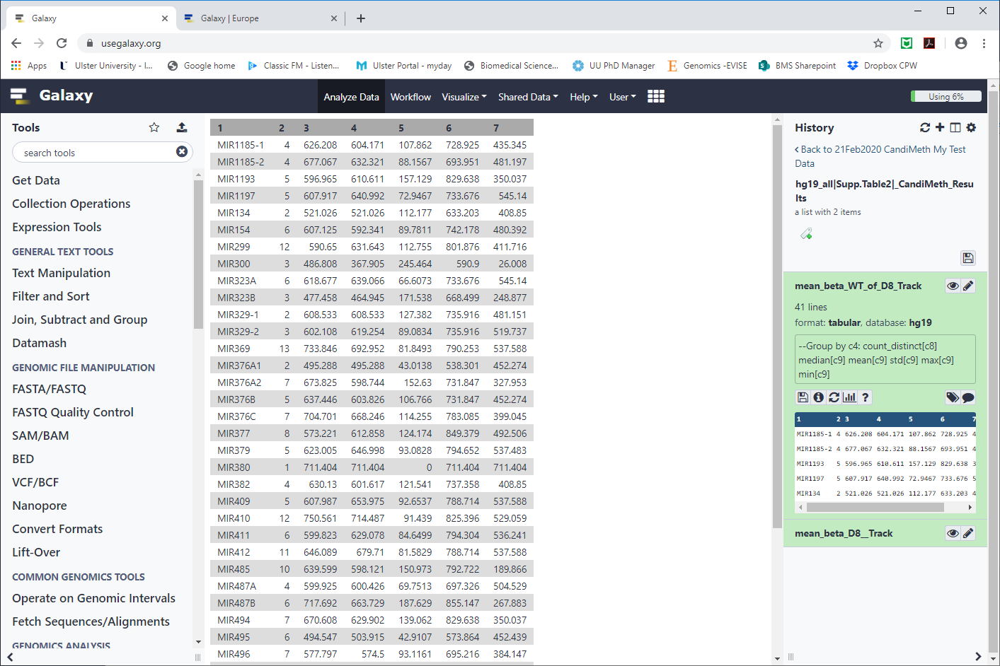 Galaxy
Galaxy | Europe
usegalaxy.org
Apps
Ulster University - I...
Google home
Classic FM - Listen...
Ulster Portal - myday
Biomedical Science...
UU PhD Manager
Genomics -EVISE
BMS Sharepoint
Dropbox CPW
Galaxy
Analyze Data
Workflow
Visualize
Shared Data
Help
User
Using 6%
Tools
search tools
Get Data
Collection Operations
Expression Tools
GENERAL TEXT TOOLS
Text Manipulation
Filter and Sort
Join, Subtract and Group
Datamash
GENOMIC FILE MANIPULATION
FASTA/FASTQ
FASTQ Quality Control
SAM/BAM
BED
VCF/BCF
Nanopore
Convert Formats
Lift-Over
COMMON GENOMICS TOOLS
Operate on Genomic Intervals
Fetch Sequences/Alignments
GENOMICS ANALYSIS
1 2 3 4 5 6 7
MIR1185-1 4 626.208 604.171 107.862 728.925 435.345
MIR1185-2 4 677.067 632.321 88.1567 693.951 481.197
MIR1193 5 596.965 610.611 157.129 829.638 350.037
MIR1197 5 607.917 640.992 72.9467 733.676 545.14
MIR134 2 521.026 521.026 112.177 633.203 408.85
MIR154 6 607.125 592.341 89.7811 742.178 480.392
MIR299 12 590.65 631.643 112.755 801.876 411.716
MIR300 3 486.808 367.905 245.464 590.9 26.008
MIR323A 6 618.677 639.066 66.6073 733.676 545.14
MIR323B 3 477.458 464.945 171.538 668.499 248.877
MIR329-1 2 608.533 608.533 127.382 735.916 481.151
MIR329-2 3 602.108 619.254 89.0834 735.916 519.737
MIR369 13 733.846 692.952 81.8493 790.253 537.588
MIR376A1 2 495.288 495.288 43.0138 538.301 452.274
MIR376A2 7 673.825 598.744 152.63 731.847 327.953
MIR376B 5 637.446 603.826 106.766 731.847 452.274
MIR376C 7 704.701 668.246 114.255 783.085 399.045
MIR377 8 573.221 612.858 124.174 849.379 492.506
MIR379 5 623.005 646.998 93.0828 794.652 537.483
MIR380 1 711.404 711.404 0 711.404 711.404
MIR382 4 630.13 601.617 121.541 737.358 408.85
MIR409 5 607.987 653.975 92.6537 788.714 537.588
MIR410 12 750.561 714.487 91.439 825.396 529.059
MIR411 6 599.823 629.078 84.6499 794.304 536.241
MIR412 11 646.089 679.71 81.5829 788.714 537.588
MIR485 10 639.599 598.121 150.973 792.722 189.866
MIR487A 4 599.925 600.426 69.7513 697.326 504.529
MIR487B 6 717.692 663.729 187.629 855.147 267.883
MIR494 7 670.608 629.902 139.062 829.638 350.037
MIR495 6 494.547 503.915 42.9107 573.864 452.439
MIR496 7 577.797 574.5 93.1161 695.216 384.147
History
Back to 21Feb2020 CandiMeth My Test
Data
hg19_all|Supp.Table2|_CandiMeth_Resu
lts
a list with 2 items
mean_beta_WT_of_D8_Track
41 lines
format: tabular, database: hg19
--Group by c4: count_distinct[c8]
median[c9] mean[c9] std[c9] max[c9]
min[c9]
1 2 3 4 5 6 7
MIR1185-1 4 626.208 604.171 107.862 728.925 4
MIR1185-2 4 677.067 632.321 88.1567 693.951 4
MIR1193 5 596.965 610.611 157.129 829.638 3
MIR1197 5 607.917 640.992 72.9467 733.676 5
MIR134 2 521.026 521.026 112.177 633.203 4
mean_beta_D8__Track